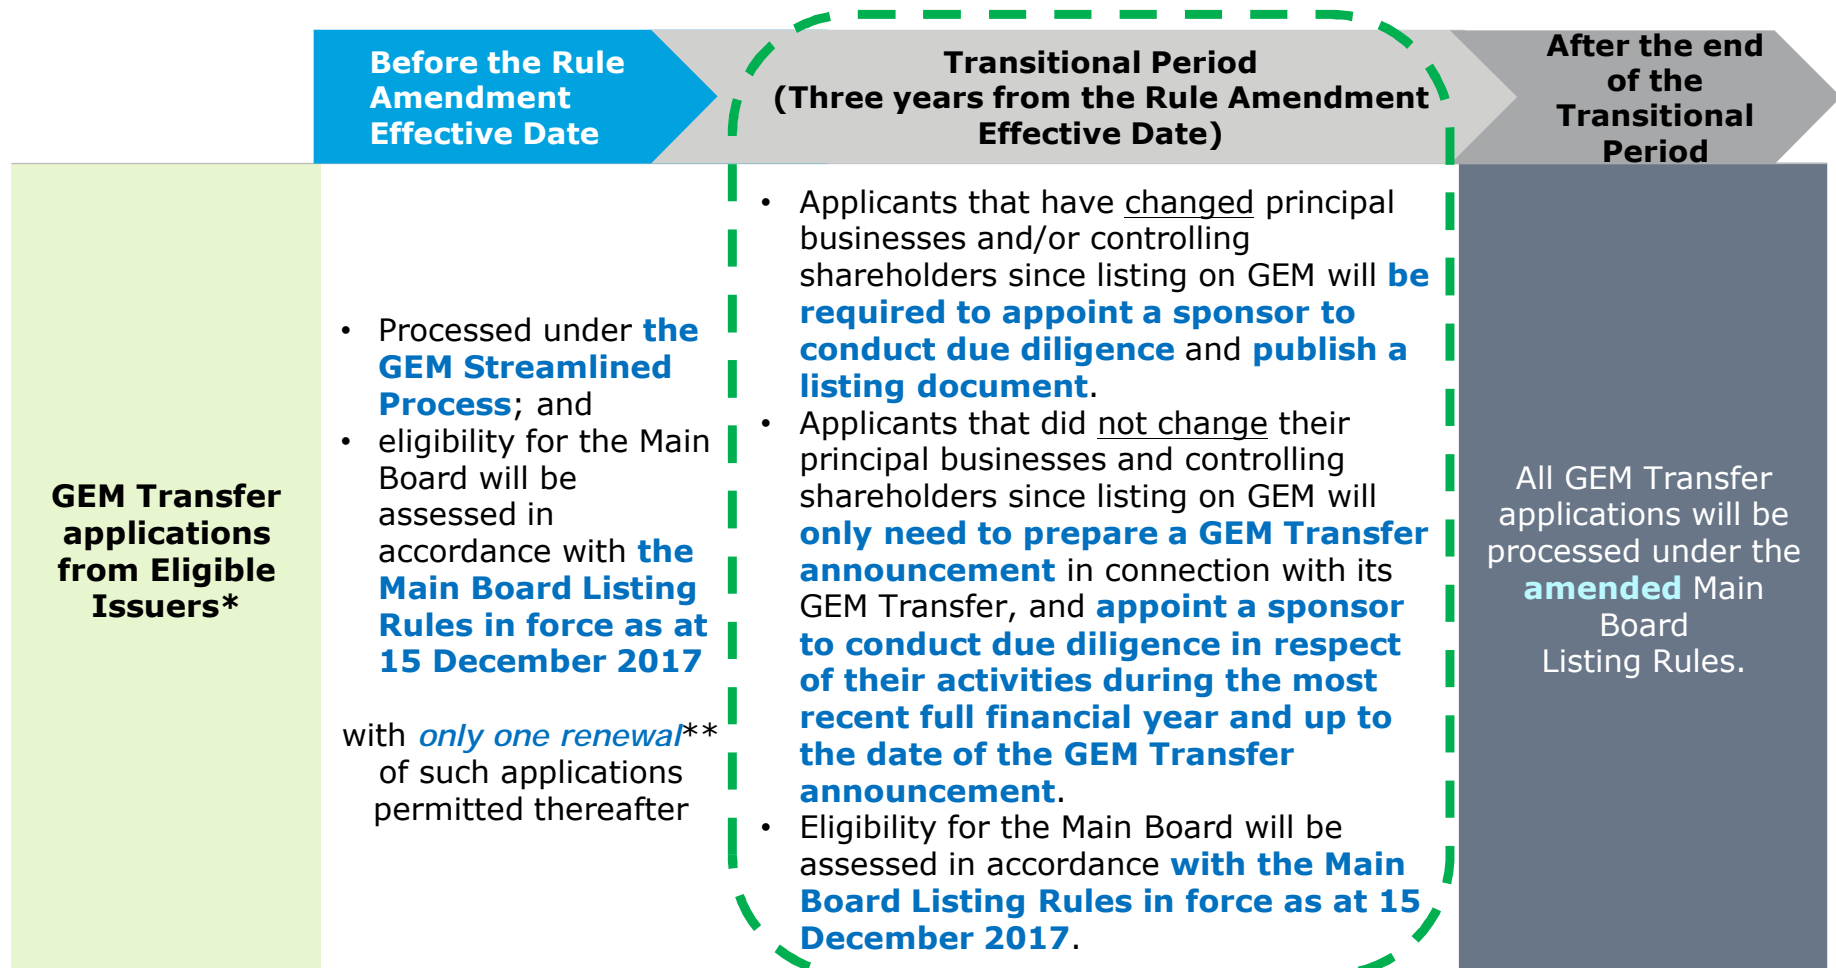 Before the Rule
Amendment
Effective Date
Transitional Period
(Three years from the Rule Amendment
Effective Date)
After the end
of the
Transitional
Period
GEM Transfer
applications
from Eligible
Issuers*
• Processed under the
GEM Streamlined
Process; and
• eligibility for the Main
Board will be
assessed in
accordance with the
Main Board Listing
Rules in force as at
15 December 2017
with only one renewal**
of such applications
permitted thereafter
• Applicants that have changed principal
businesses and/or controlling
shareholders since listing on GEM will be
required to appoint a sponsor to
conduct due diligence and publish a
listing document.
• Applicants that did not change their
principal businesses and controlling
shareholders since listing on GEM will
only need to prepare a GEM Transfer
announcement in connection with its
GEM Transfer, and appoint a sponsor
to conduct due diligence in respect
of their activities during the most
recent full financial year and up to
the date of the GEM Transfer
announcement.
• Eligibility for the Main Board will be
assessed in accordance with the Main
Board Listing Rules in force as at 15
December 2017.
All GEM Transfer
applications will be
processed under the
amended Main
Board
Listing Rules.